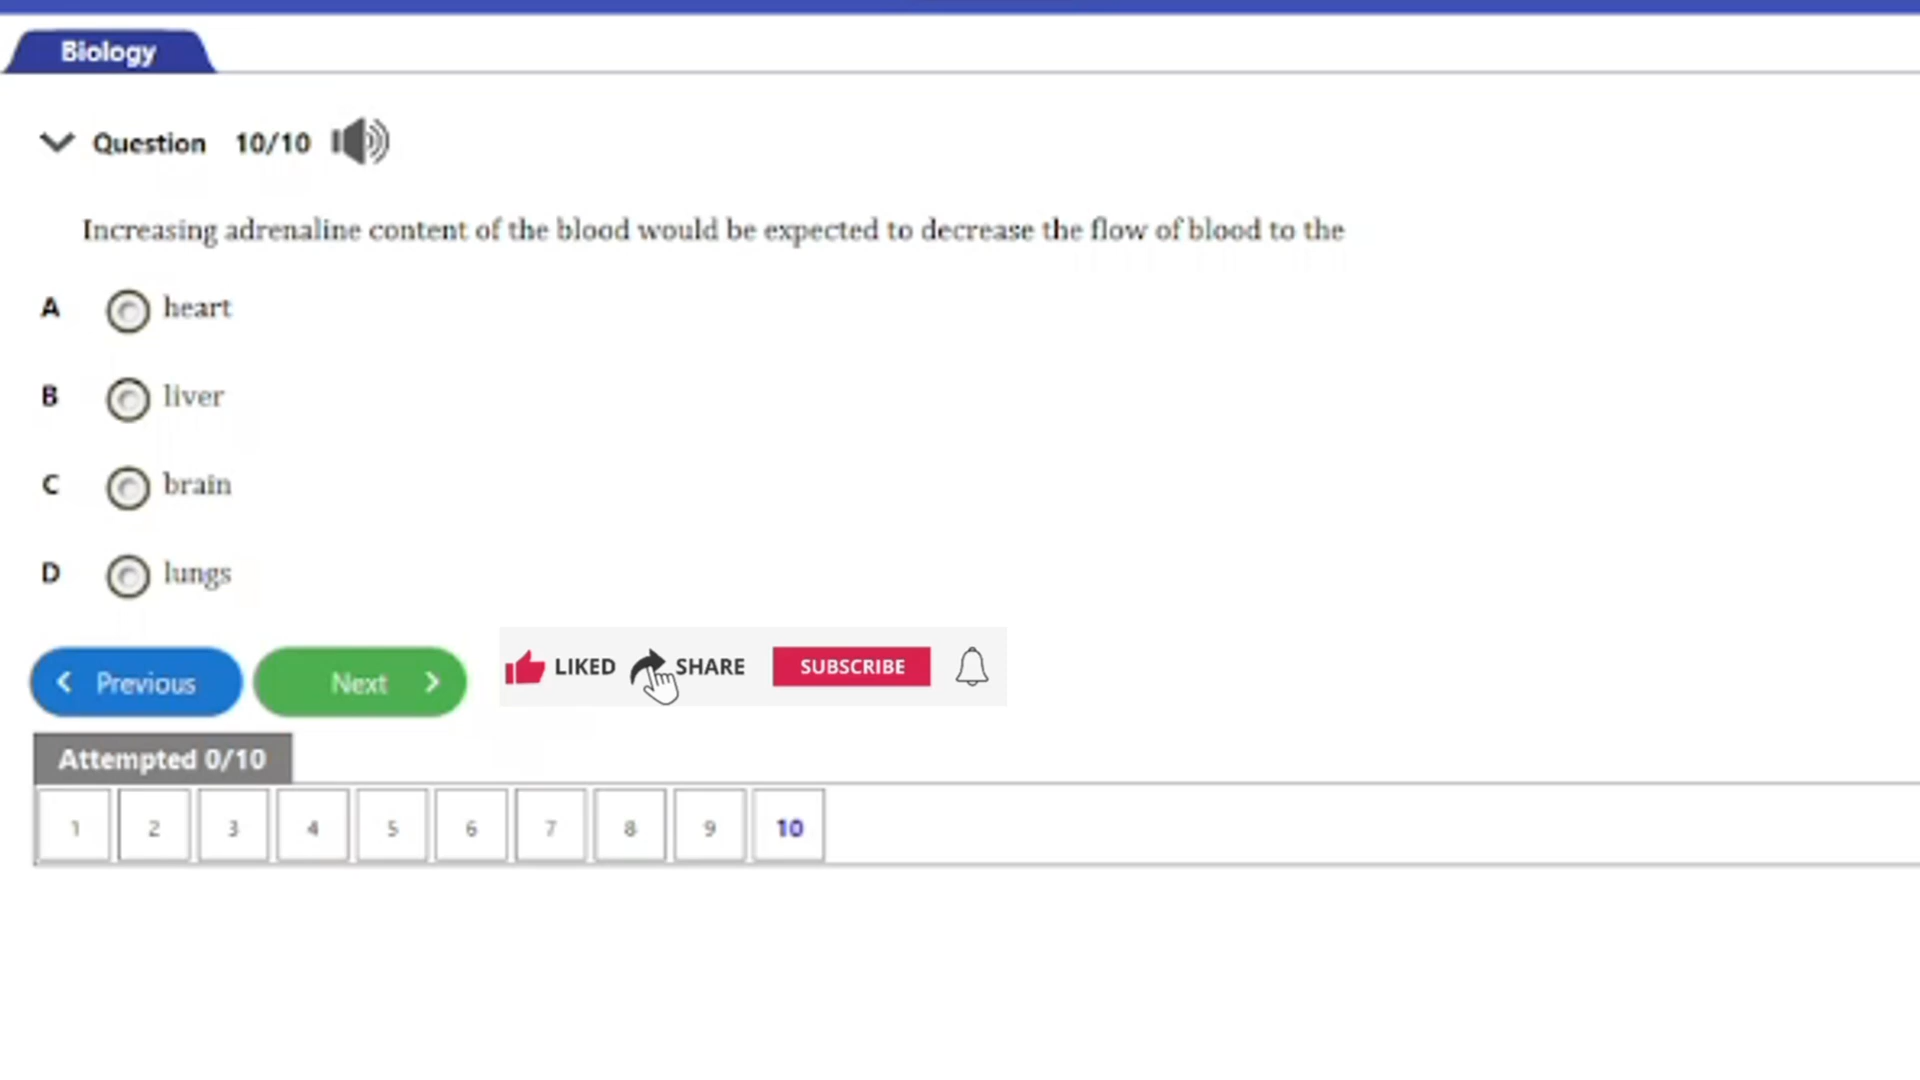 Biology
Question 10/10
Increasing adrenaline content of the blood would be expected to decrease the flow of blood to the
A heart
B liver
C brain
D lungs
Previous Next LIKED SHARE SUBSCRIBE
Attempted 0/10
1 2 3 4 5 6 7 8 9 10